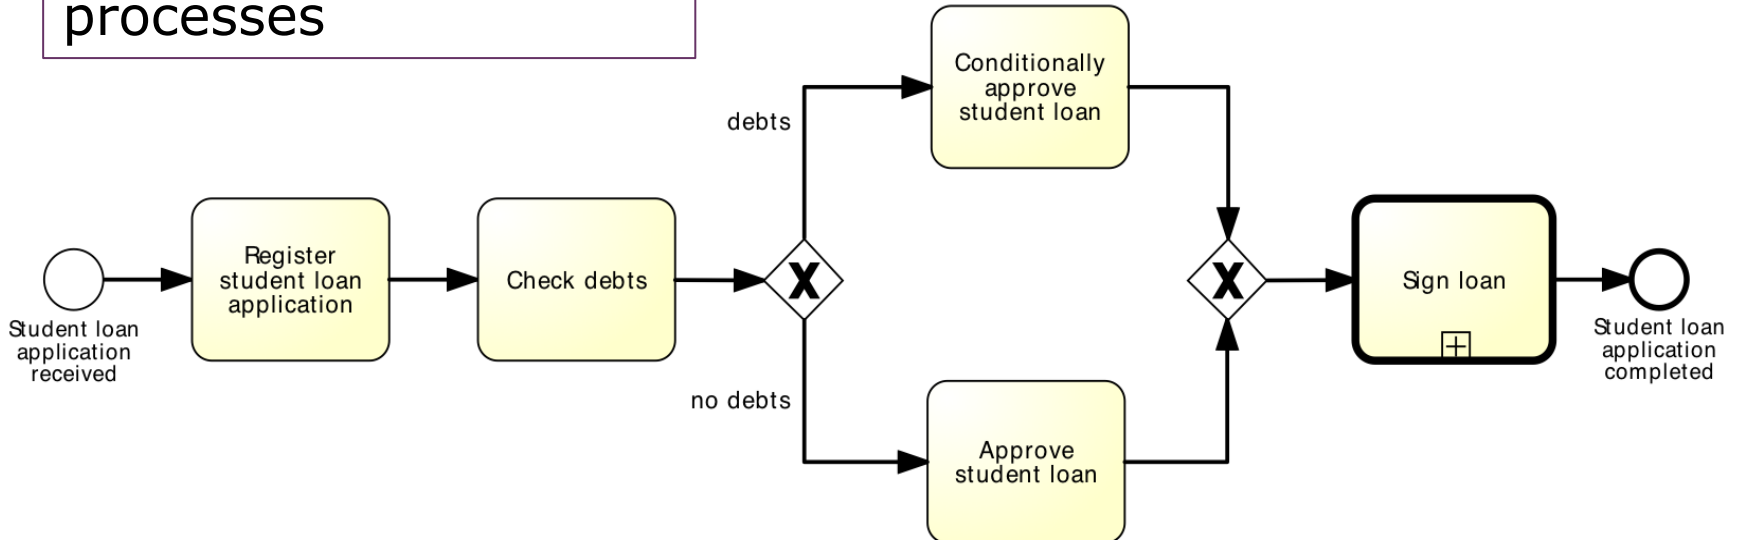 processes
Conditionally
approve
student loan
debts
Register
student loan
application
Check debts
X
X
Sign loan
Student loan
application
received
Student loan
application
completed
no debts
Approve
student loan